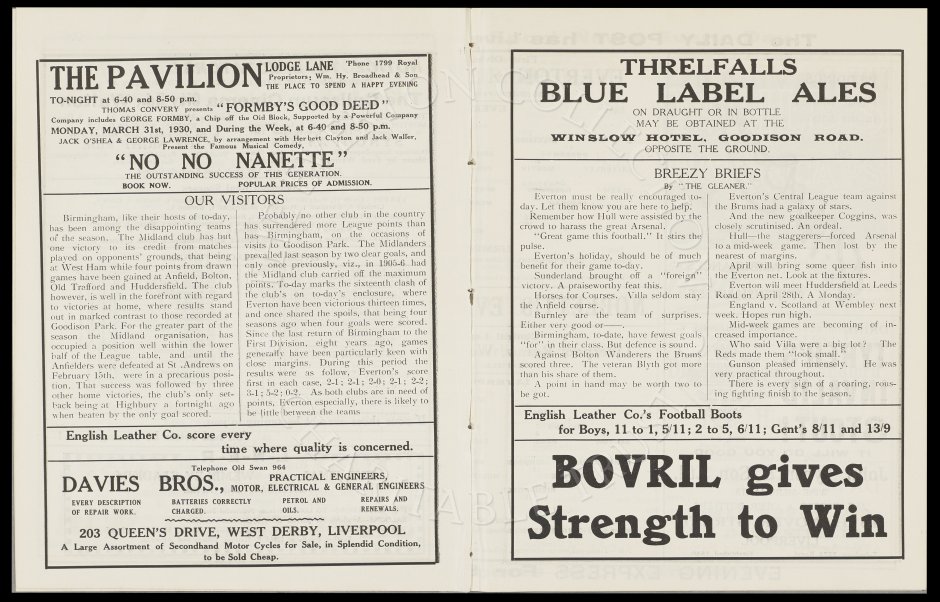 THE PAVILION
LODGE LANE 'Phone 1799 Royal
Proprietors; Wm. Hy. Broadhead & Son
THE PLACE TO SPEND A HAPPY EVENING
TO-NIGHT at 6-40 and 8-50 p.m.
THOMAS CONVERY presents "FORMBY'S GOOD DEED"
Company includes GEORGE FORMBY, a Chip off the Old Block, Supported by a Powerful Company
MONDAY, MARCH 31st, 1930, and During the Week, at 6-40 and 8-50 p.m.
JACK O'SHEA & GEORGE LAWRENCE, by arrangement with Herbert Clayton and Jack Waller,
Present the Famous Musical Comedy,
"NO NO NANETTE"
THE OUTSTANDING SUCCESS OF THIS GENERATION.
BOOK NOW. POPULAR PRICES OF ADMISSION.
OUR VISITORS
Birmingham, like their hosts of to-day,
has been among the disappointing teams
of the season. The Midland club has but
one victory to its credit from matches
played on opponents' grounds, that being
at West Ham while four points from drawn
games have been gained at Anfield, Bolton,
Old Trafford and Huddersfield. The club
however, is well in the forefront with regard
to victories at home, where results stand
out in marked contrast to those recorded at
Goodison Park. For the greater part of the
season the Midland organisation, has
occupied a position well within the lower
half of the League table, and until the
Anfielders were defeated at St. Andrews on
February 15th, were in a precarious posi-
tion. That success was followed by three
other home victories, the club's only set-
back being at Highbury a fortnight ago
when beaten by the only goal scored.
Probably no other club in the country
has surrendered more League points than
has Birmingham, on the occasions of
visits to Goodison Park. The Midlanders
prevailed last season by two clear goals, and
only once previously, viz., in 1905-6 had
the Midland club carried off the maximum
points. To-day marks the sixteenth clash of
the club's on to-day's enclosure, where
Everton have been victorious thirteen times,
and once shared the spoils, that being four
seasons ago when four goals were scored.
Since the last return of Birmingham to the
First Division, eight years ago, games
generally have been particularly keen with
close margins. During this period the
results were as follow, Everton's score
first in each case, 2-1; 2-1; 2-0; 2-1; 2-2;
3-1; 5-2; 0-2. As both clubs are in need of
points, Everton especially, there is likely to
be little between the teams
English Leather Co. score every
time where quality is concerned.
Telephone Old Swan 964
DAVIES BROS., PRACTICAL ENGINEERS,
MOTOR, ELECTRICAL & GENERAL ENGINEERS
EVERY DESCRIPTION BATTERIES CORRECTLY PETROL AND REPAIRS AND
OF REPAIR WORK. CHARGED. OILS. RENEWALS.
203 QUEEN'S DRIVE, WEST DERBY, LIVERPOOL
A Large Assortment of Secondhand Motor Cycles for Sale, in Splendid Condition,
to be Sold Cheap.
THRELFALLS
BLUE LABEL ALES
ON DRAUGHT OR IN BOTTLE
MAY BE OBTAINED AT THE
WINSLOW HOTEL, GOODISON ROAD.
OPPOSITE THE GROUND.
BREEZY BRIEFS
By "THE GLEANER."
Everton must be really encouraged to-
day. Let them know you are here to help.
Remember how Hull were assisted by the
crowd to harass the great Arsenal.
"Great game this football." It stirs the
pulse.
Everton's holiday, should be of much
benefit for their game to-day.
Sunderland brought off a "foreign"
victory. A praiseworthy feat this.
Horses for Courses. Villa seldom stay
the Anfield course.
Burnley are the team of surprises.
Either very good or——.
Birmingham, to-date, have fewest goals
"for" in their class. But defence is sound.
Against Bolton Wanderers the Brums
scored three. The veteran Blyth got more
than his share of them.
A point in hand may be worth two to
be got.
Everton's Central League team against
the Brums had a galaxy of stars.
And the new goalkeeper Coggins, was
closely scrutinised. An ordeal.
Hull—the staggerers—forced Arsenal
to a mid-week game. Then lost by the
nearest of margins.
April will bring some queer fish into
the Everton net. Look at the fixtures.
Everton will meet Huddersfield at Leeds
Road on April 28th. A Monday.
England v. Scotland at Wembley next
week. Hopes run high.
Mid-week games are becoming of in-
creased importance.
Who said Villa were a big lot? The
Reds made them "look small."
Gunson pleased immensely. He was
very practical throughout.
There is every sign of a roaring, rous-
ing fighting finish to the season.
English Leather Co.'s Football Boots
for Boys, 11 to 1, 5/11; 2 to 5, 6/11; Gent's 8/11 and 13/9
BOVRIL gives
Strength to Win